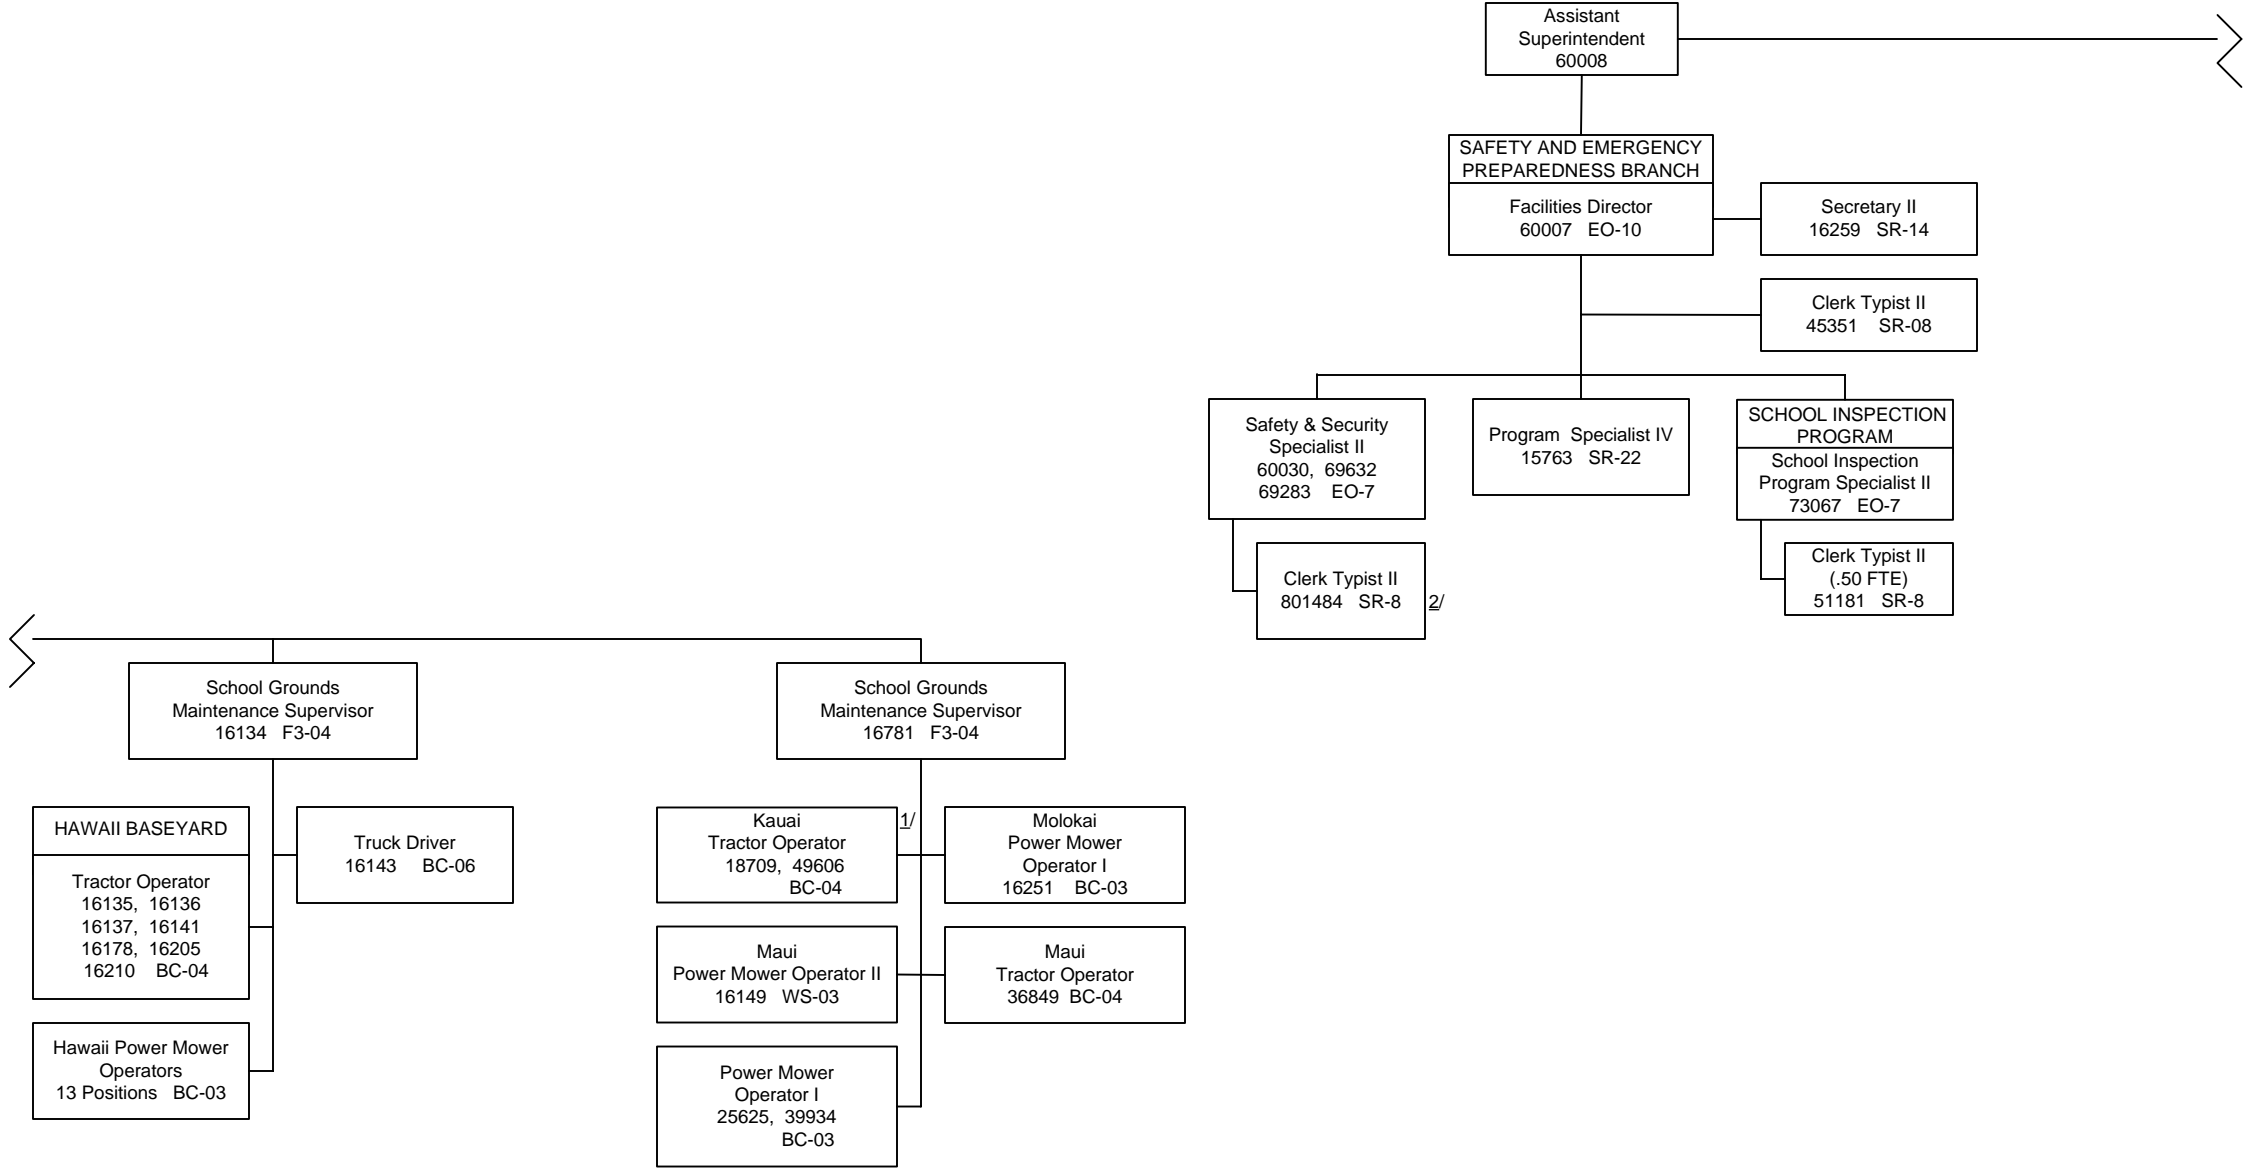 Assistant
Superintendent
60008
SAFETY AND EMERGENCY
PREPAREDNESS BRANCH
Facilities Director
60007 EO-10
Secretary II
16259 SR-14
Clerk Typist II
45351 SR-08
Safety & Security
Specialist II
60030, 69632
69283 EO-7
Program Specialist IV
15763 SR-22
SCHOOL INSPECTION
PROGRAM
School Inspection
Program Specialist II
73067 EO-7
Clerk Typist II
801484 SR-8
2/
Clerk Typist II
(.50 FTE)
51181 SR-8
School Grounds
Maintenance Supervisor
16134 F3-04
School Grounds
Maintenance Supervisor
16781 F3-04
HAWAII BASEYARD
Tractor Operator
16135, 16136
16137, 16141
16178, 16205
16210 BC-04
Truck Driver
16143 BC-06
Hawaii Power Mower
Operators
13 Positions BC-03
Kauai
Tractor Operator
18709, 49606
BC-04
1/
Molokai
Power Mower
Operator I
16251 BC-03
Maui
Power Mower Operator II
16149 WS-03
Maui
Tractor Operator
36849 BC-04
Power Mower
Operator I
25625, 39934
BC-03